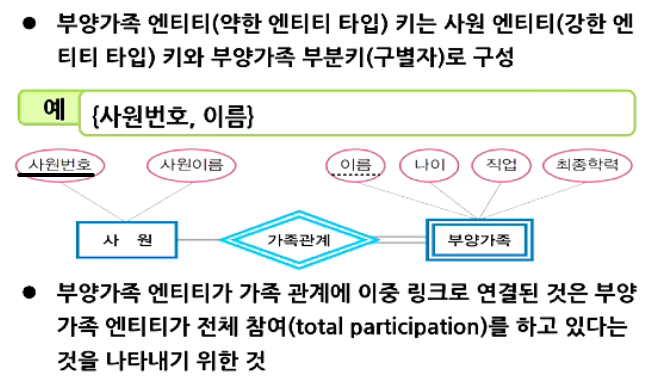 ● 부양가족 엔티티(약한 엔티티 타입) 키는 사원 엔티티(강한 엔
티티 타입) 키와 부양가족 부분키(구별자)로 구성
예 {사원번호, 이름}
사원번호 사원이름 이름 나이 직업 최종학력
사 원 가족관계 부양가족
● 부양가족 엔티티가 가족 관계에 이중 링크로 연결된 것은 부양
가족 엔티티가 전체 참여(total participation)를 하고 있다는
것을 나타내기 위한 것